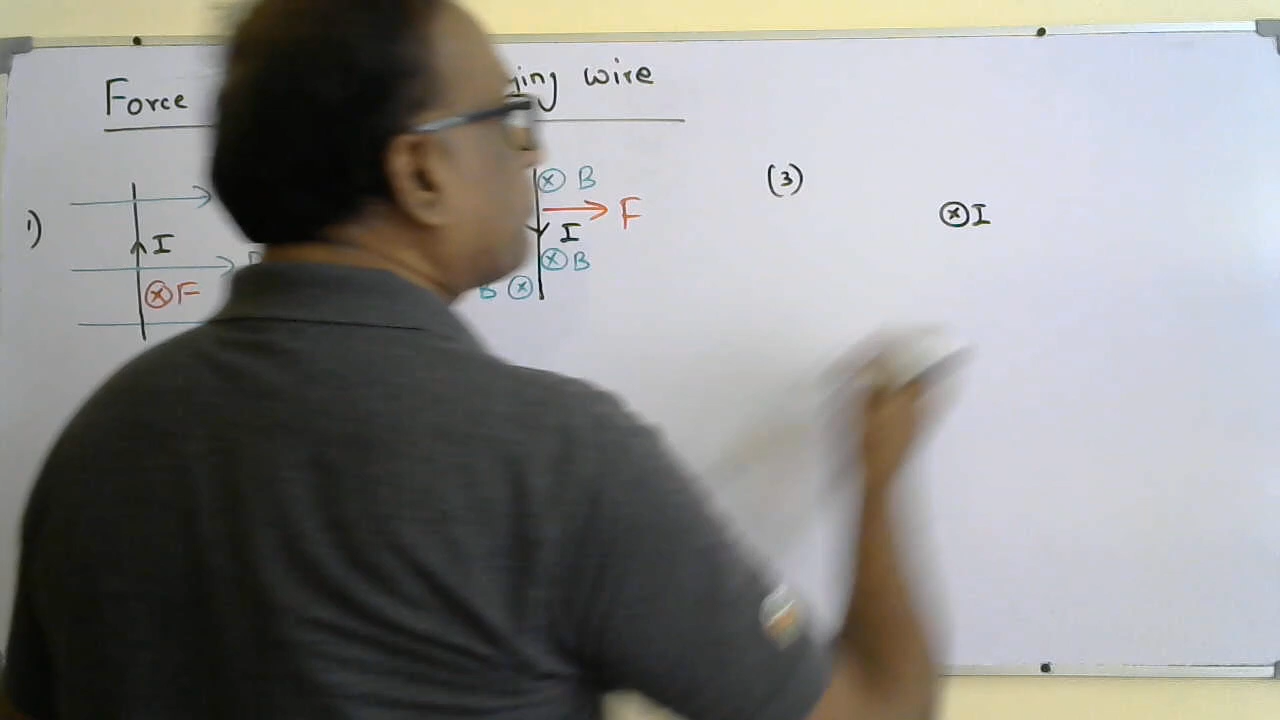 Force wire
1)
I
⊗ F
⊗ B
F
I
⊗ B
B ⊗
(3)
⊗ I